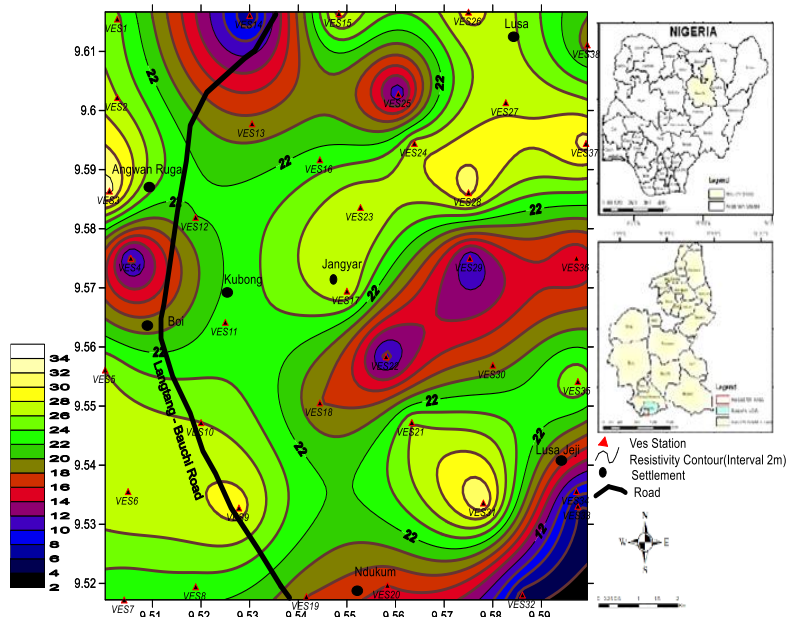 9.61
9.6
9.59
9.58
9.57
9.56
9.55
9.54
9.53
9.52
9.51
9.52
9.53
9.54
9.55
9.56
9.57
9.58
9.59
VES1
VES15
VES26
Lusa
VES38
VES2
VES25
VES27
VES13
22
22
VES24
VES37
Angwan Ruga
VES16
22
VES3
VES28
VES12
VES23
22
VES4
Jangyar
VES29
VES36
Kubong
VES17
22
Boi
VES11
22
VES33
VES5
VES30
VES35
VES18
22
VES10
VES21
22
Lusa Jeji
Langtang - Bauchi Road
VES6
VES9
VES31
22
12
Ndukum
VES7
VES8
VES19
VES20
VES32
34
32
30
28
26
24
22
20
18
16
14
12
10
8
6
4
2
NIGERIA
Legend
Legend
Ves Station
Resistivity Contour(Interval 2m)
Settlement
Road
N
W
E
S